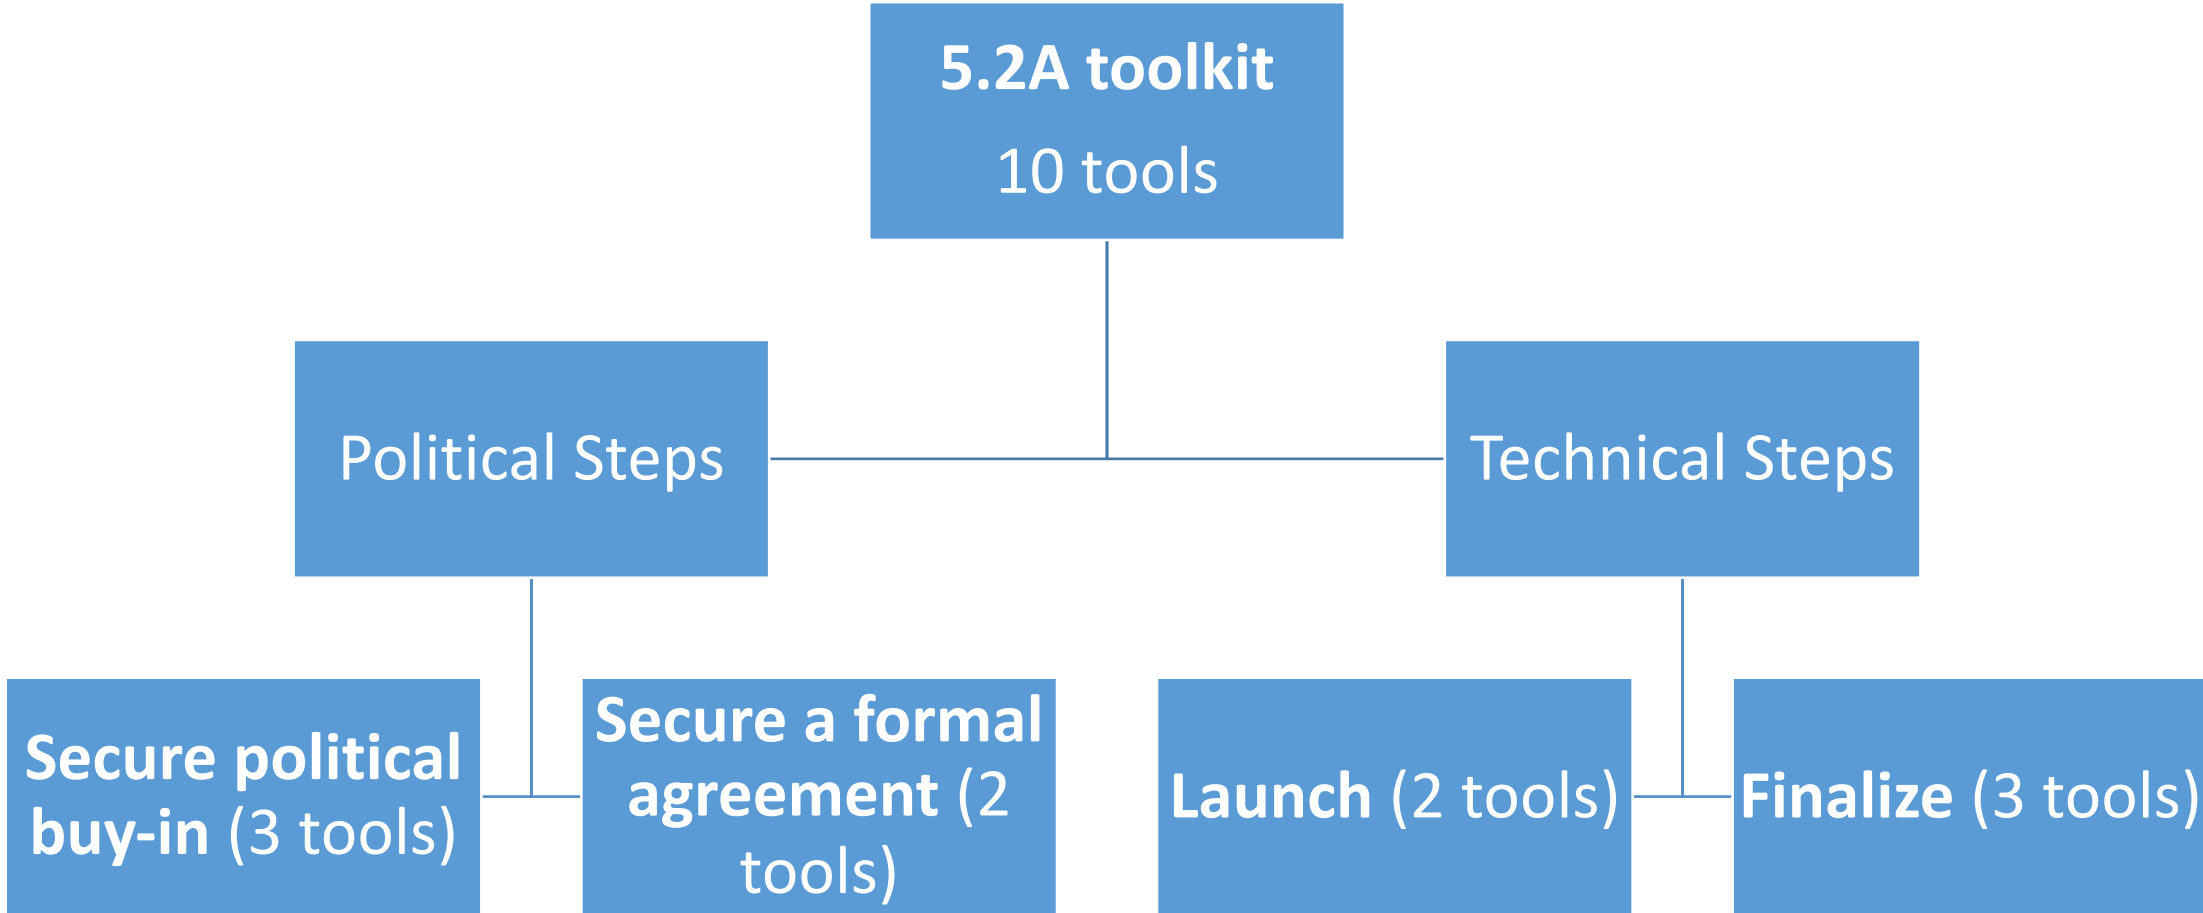 5.2A toolkit
10 tools
Political Steps
Technical Steps
Secure political
buy-in (3 tools)
Secure a formal
agreement (2
tools)
Launch (2 tools)
Finalize (3 tools)